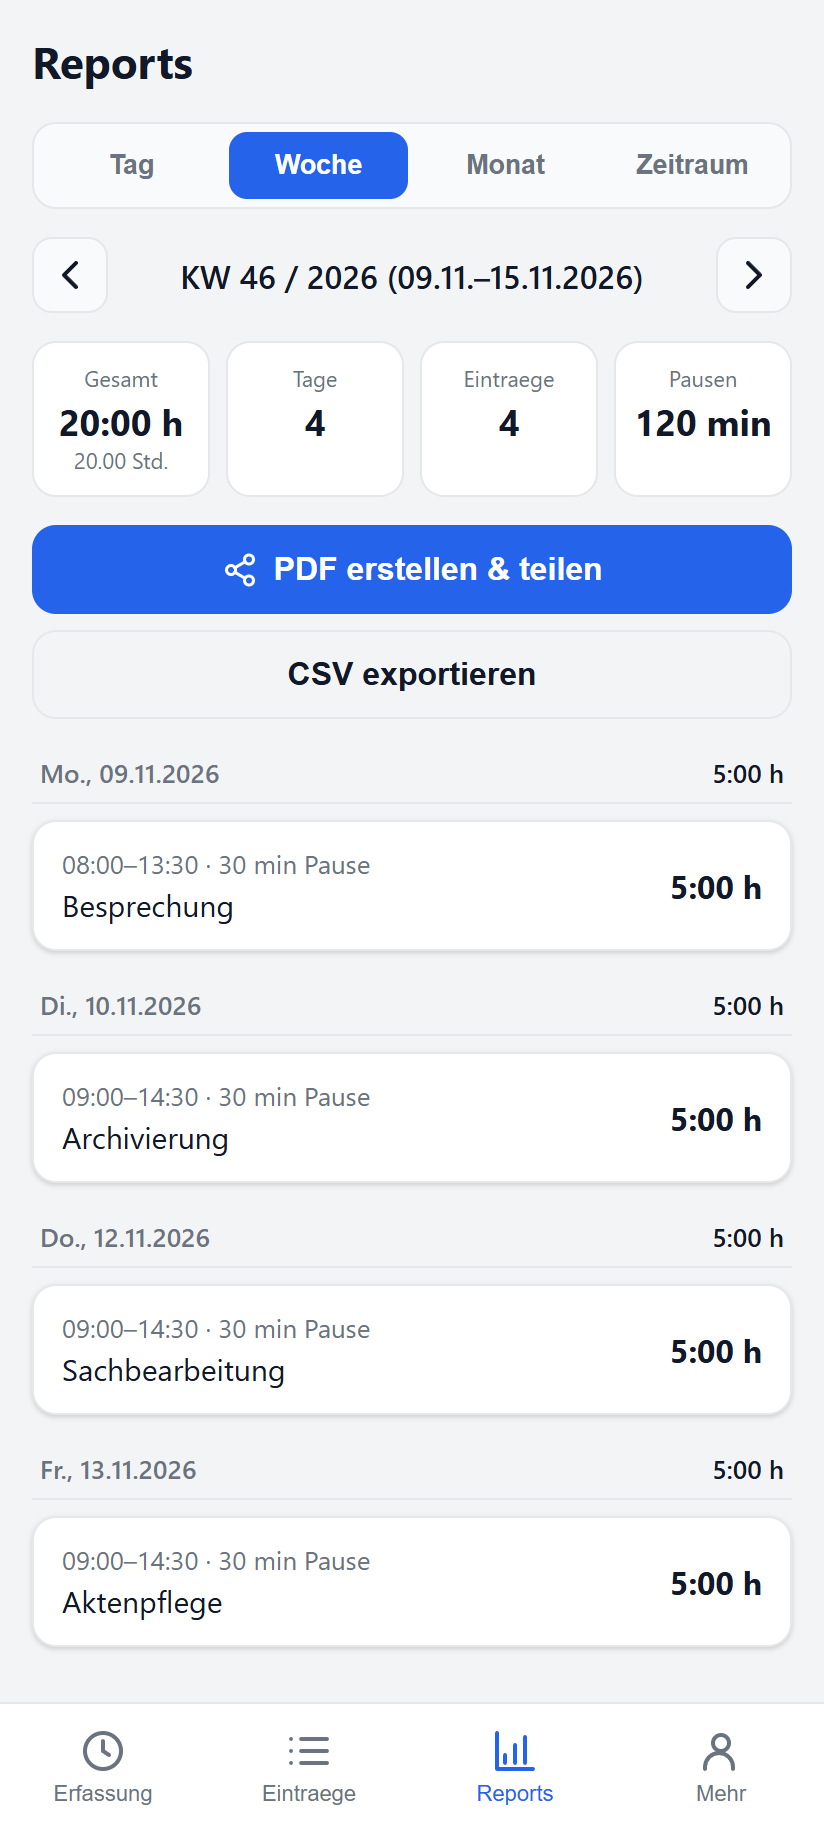 Reports
Tag Woche Monat Zeitraum
KW 46 / 2026 (09.11.–15.11.2026)
Gesamt Tage Eintraege Pausen
20:00 h 4 4 120 min
20.00 Std.
PDF erstellen & teilen
CSV exportieren
Mo., 09.11.2026 5:00 h
08:00–13:30 · 30 min Pause
Besprechung
5:00 h
Di., 10.11.2026 5:00 h
09:00–14:30 · 30 min Pause
Archivierung
5:00 h
Do., 12.11.2026 5:00 h
09:00–14:30 · 30 min Pause
Sachbearbeitung
5:00 h
Fr., 13.11.2026 5:00 h
09:00–14:30 · 30 min Pause
Aktenpflege
5:00 h
Erfassung Eintraege Reports Mehr